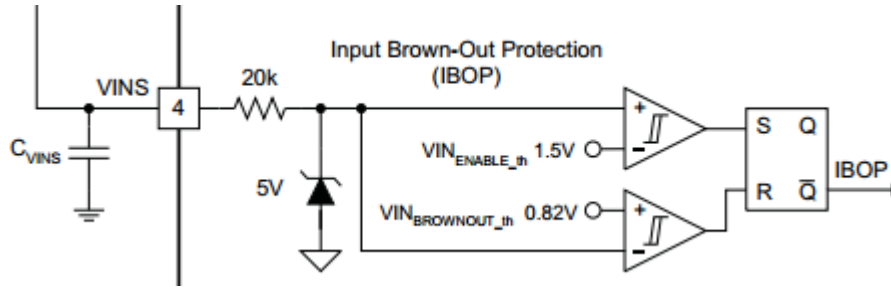 Input Brown-Out Protection
(IBOP)
VINS
4
20k
C_VINS
5V
VIN_ENABLE_th 1.5V
VIN_BROWNOUT_th 0.82V
+
-
+
-
S Q
R Q̅
IBOP